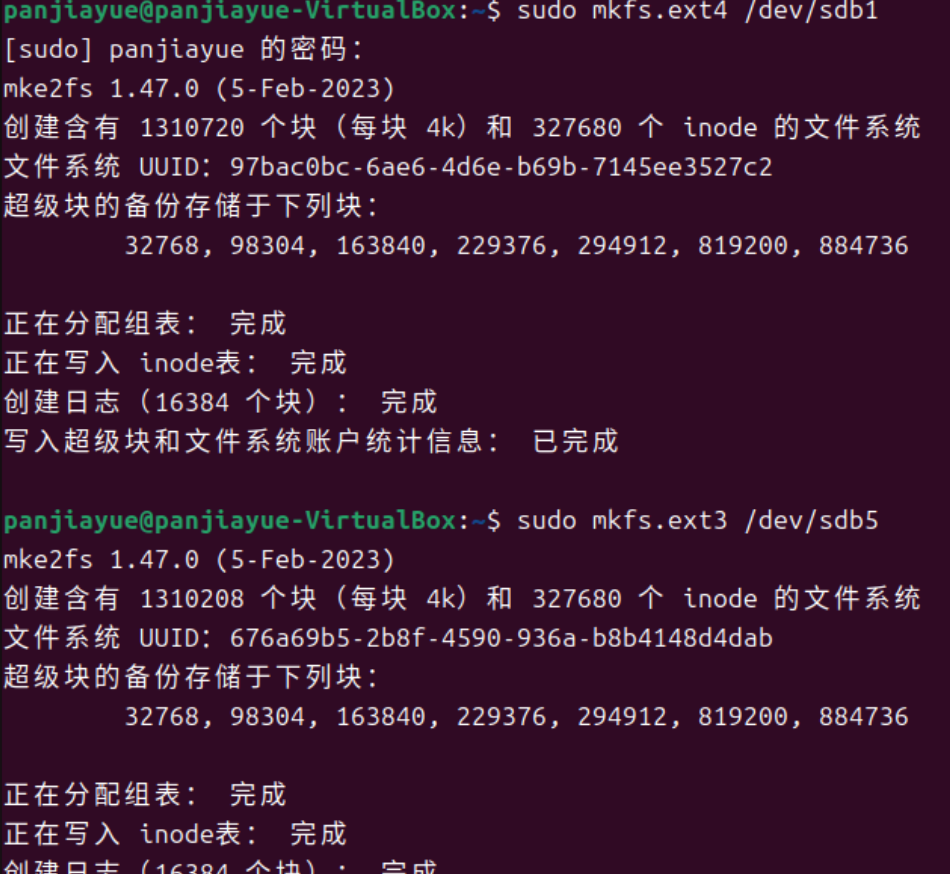 panjiayue@panjiayue-VirtualBox:~$ sudo mkfs.ext4 /dev/sdb1
[sudo] panjiayue 的密码：
mke2fs 1.47.0 (5-Feb-2023)
创建含有 1310720 个块（每块 4k）和 327680 个 inode 的文件系统
文件系统 UUID：97bac0bc-6ae6-4d6e-b69b-7145ee3527c2
超级块的备份存储于下列块：
32768, 98304, 163840, 229376, 294912, 819200, 884736
正在分配组表： 完成
正在写入 inode表： 完成
创建日志（16384 个块）： 完成
写入超级块和文件系统账户统计信息： 已完成
panjiayue@panjiayue-VirtualBox:~$ sudo mkfs.ext3 /dev/sdb5
mke2fs 1.47.0 (5-Feb-2023)
创建含有 1310208 个块（每块 4k）和 327680 个 inode 的文件系统
文件系统 UUID：676a69b5-2b8f-4590-936a-b8b4148d4dab
超级块的备份存储于下列块：
32768, 98304, 163840, 229376, 294912, 819200, 884736
正在分配组表： 完成
正在写入 inode表： 完成
创建日志（16384 个块）： 完成